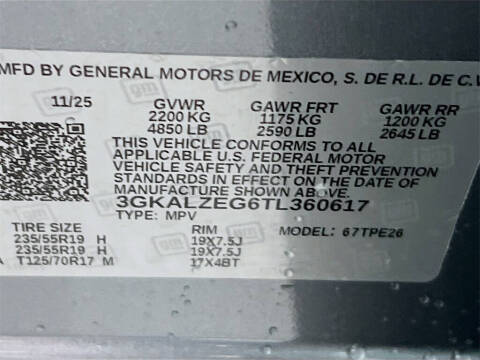 MFD BY GENERAL MOTORS DE MEXICO, S. DE R.L. DE C.V
11/25 GVWR GAWR FRT GAWR RR
2200 KG 1175 KG 1200 KG
4850 LB 2590 LB 2645 LB
THIS VEHICLE CONFORMS TO ALL
APPLICABLE U.S. FEDERAL MOTOR
VEHICLE SAFETY AND THEFT PREVENTION
STANDARDS IN EFFECT ON THE DATE OF
MANUFACTURE SHOWN ABOVE.
3GKALZEG6TL360617
TYPE: MPV MODEL: 67TPE26
TIRE SIZE RIM
235/55R19 H 19X7.5J
235/55R19 H 19X7.5J
A T125/70R17 M 17X4BT